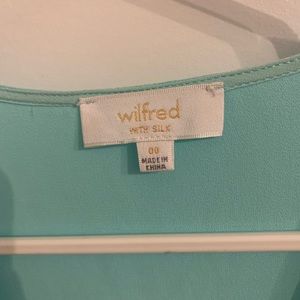 wilfred
WITH SILK
00
MADE IN
CHINA